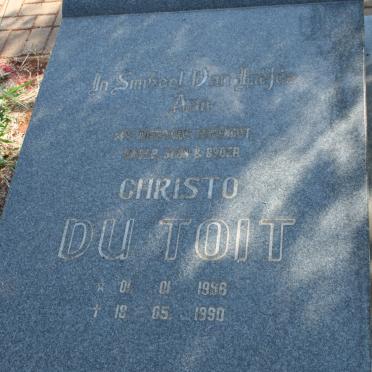 In Simbool Van Liefde
Aan
MY DIERBARE EGGENOOT,
VADER, SEUN & BROER
CHRISTO
DU TOIT
* 01. 01. 1956
† 18. 05. 1990